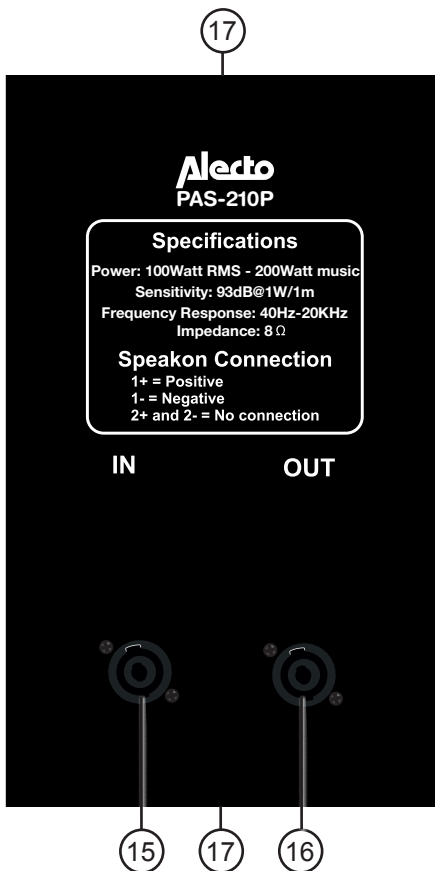 17
Alecto
PAS-210P
Specifications
Power: 100Watt RMS - 200Watt music
Sensitivity: 93dB@1W/1m
Frequency Response: 40Hz-20KHz
Impedance: 8 Ω
Speakon Connection
1+ = Positive
1- = Negative
2+ and 2- = No connection
IN OUT
15 17 16